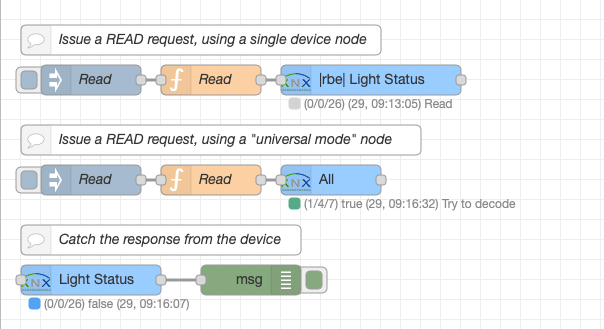 Issue a READ request, using a single device node
Read Read KNX |rbe| Light Status
(0/0/26) (29, 09:13:05) Read
Issue a READ request, using a "universal mode" node
Read Read KNX All
(1/4/7) true (29, 09:16:32) Try to decode
Catch the response from the device
KNX Light Status msg
(0/0/26) false (29, 09:16:07)